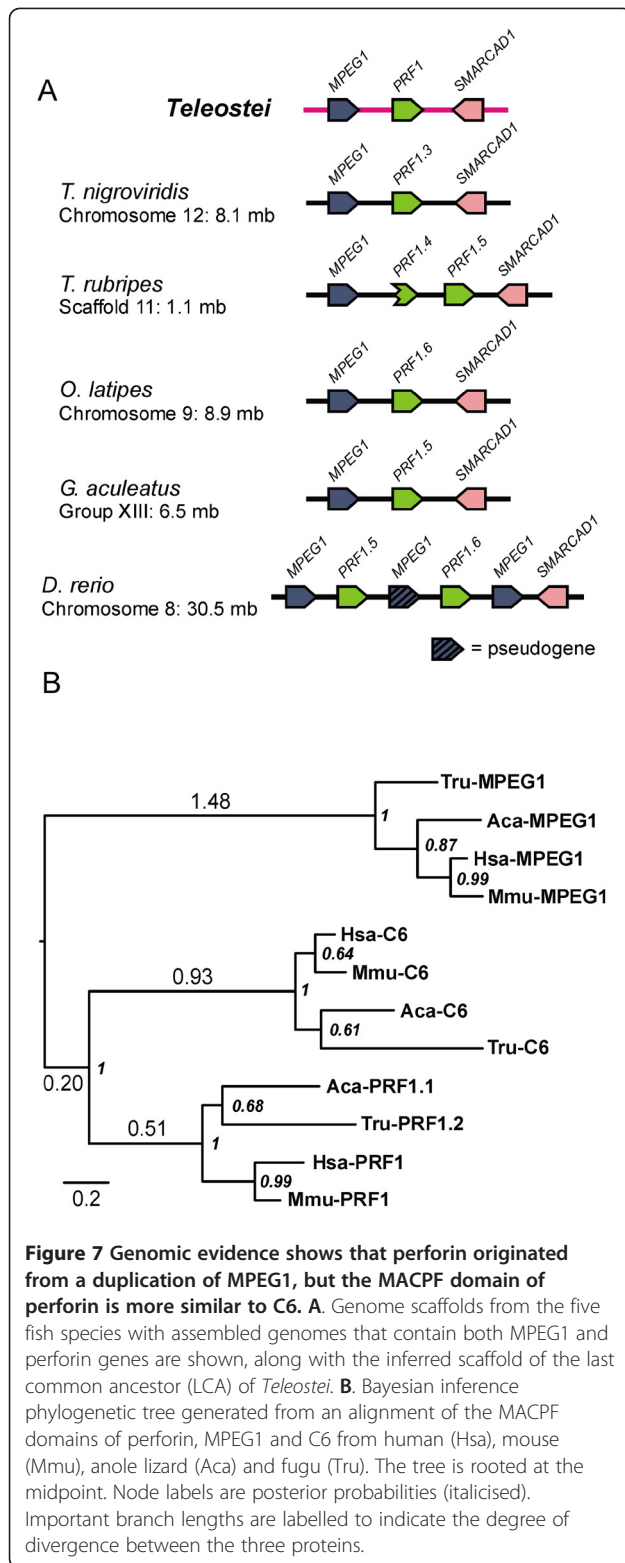 A
Teleostei
MPEG1 PRF1 SMARCAD1
T. nigroviridis
Chromosome 12: 8.1 mb
MPEG1 PRF1.3 SMARCAD1
T. rubripes
Scaffold 11: 1.1 mb
MPEG1 PRF1.4 PRF1.5 SMARCAD1
O. latipes
Chromosome 9: 8.9 mb
MPEG1 PRF1.6 SMARCAD1
G. aculeatus
Group XIII: 6.5 mb
MPEG1 PRF1.5 SMARCAD1
D. rerio
Chromosome 8: 30.5 mb
MPEG1 PRF1.5 MPEG1 PRF1.6 MPEG1 SMARCAD1
= pseudogene
B
Tru-MPEG1
1.48
1
Aca-MPEG1
0.87
Hsa-MPEG1
0.99
Mmu-MPEG1
Hsa-C6
0.64
Mmu-C6
0.93
1
Aca-C6
0.61
Tru-C6
0.20
1
Aca-PRF1.1
0.68
Tru-PRF1.2
0.51
1
Hsa-PRF1
0.99
Mmu-PRF1
0.2
Figure 7 Genomic evidence shows that perforin originated
from a duplication of MPEG1, but the MACPF domain of
perforin is more similar to C6. A. Genome scaffolds from the five
fish species with assembled genomes that contain both MPEG1 and
perforin genes are shown, along with the inferred scaffold of the last
common ancestor (LCA) of Teleostei. B. Bayesian inference
phylogenetic tree generated from an alignment of the MACPF
domains of perforin, MPEG1 and C6 from human (Hsa), mouse
(Mmu), anole lizard (Aca) and fugu (Tru). The tree is rooted at the
midpoint. Node labels are posterior probabilities (italicised).
Important branch lengths are labelled to indicate the degree of
divergence between the three proteins.